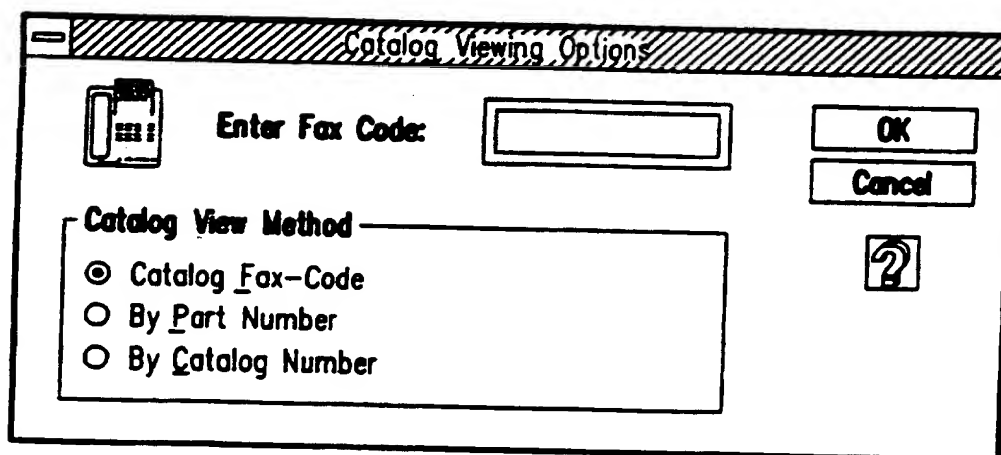 Catalog Viewing Options
Enter Fax Code:
OK
Cancel
Catalog View Method
Catalog Fax-Code
By Part Number
By Catalog Number
?